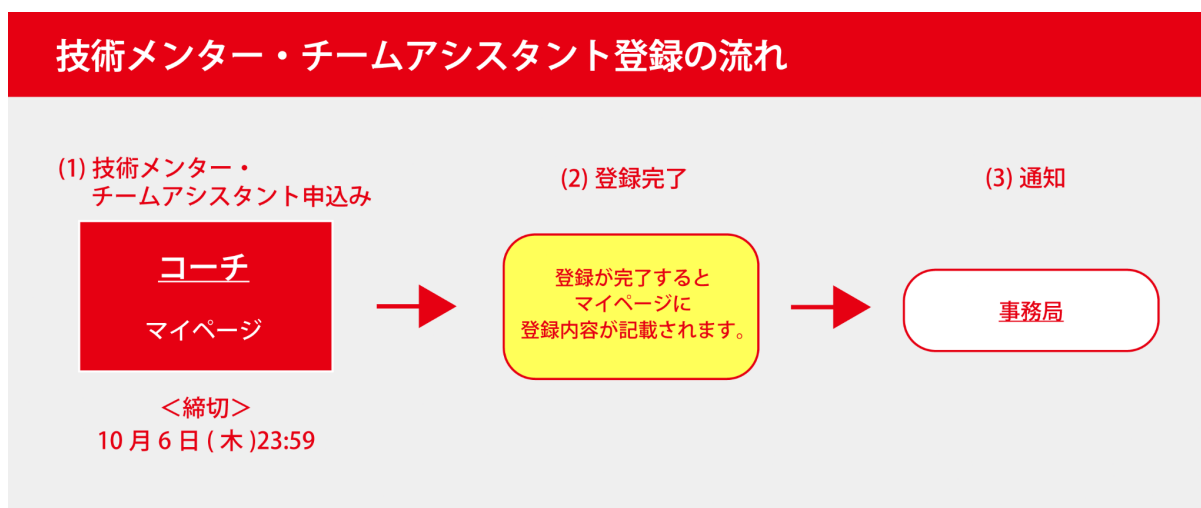 技術メンター・チームアシスタント登録の流れ
(1) 技術メンター・
チームアシスタント申込み
コーチ
マイページ
＜締切＞
10 月 6 日 ( 木 )23:59
(2) 登録完了
登録が完了すると
マイページに
登録内容が記載されます。
(3) 通知
事務局